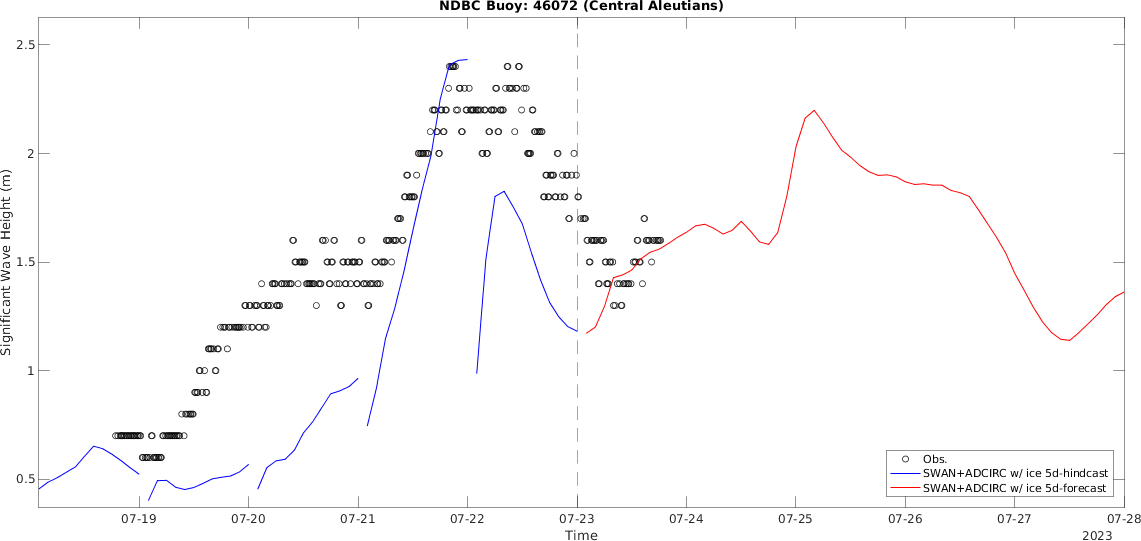 NDBC Buoy: 46072 (Central Aleutians)
2.5
2
1.5
1
0.5
Significant Wave Height (m)
Obs.
SWAN+ADCIRC w/ ice 5d-hindcast
SWAN+ADCIRC w/ ice 5d-forecast
07-19 07-20 07-21 07-22 07-23 07-24 07-25 07-26 07-27 07-28
Time
2023